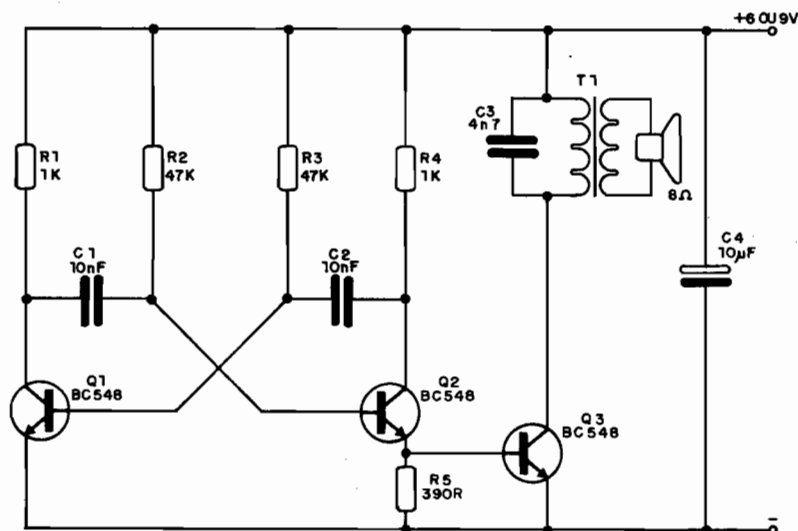 +6 OU 9V
T1
C3
4n7
R1
1K
R2
47K
R3
47K
R4
1K
8Ω
C1
10nF
C2
10nF
C4
10µF
Q1
BC548
Q2
BC548
Q3
BC548
R5
390R
−